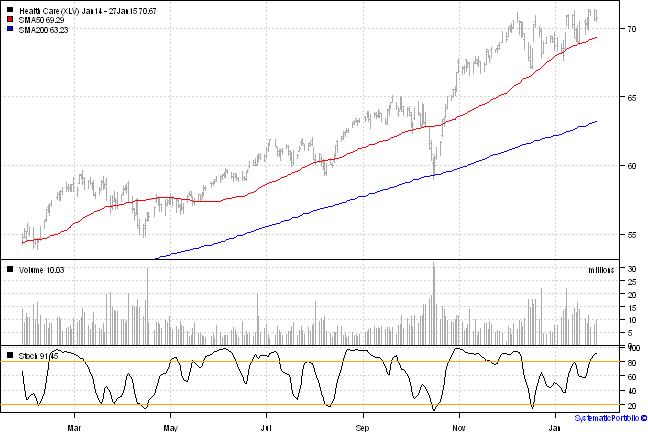 Health Care (XLV) Jan14 - 27Jan15 70.67
SMA50 69.29
SMA200 63.23
70
65
60
55
Volume 10.03
millions
30
25
20
15
10
5
0
Stoch 91.45
100
80
60
40
20
Mar
May
Jul
Sep
Nov
Jan
SystematicPortfolio ©